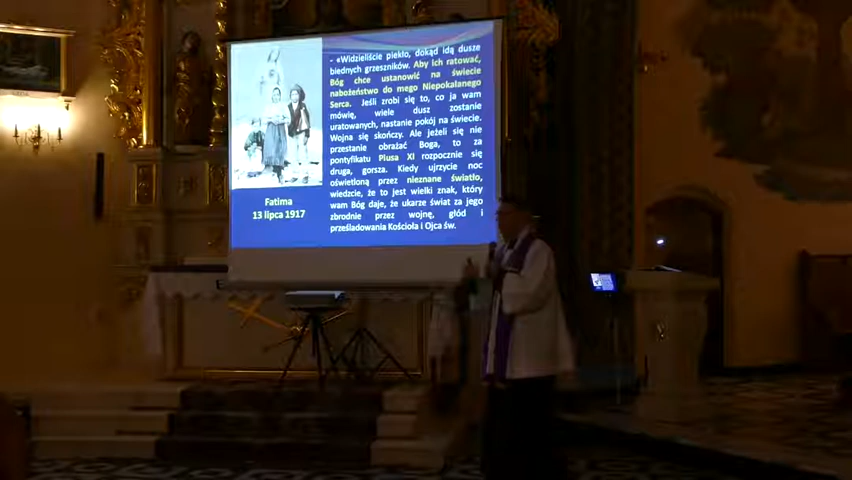 - «Widzieliście piekło, dokąd idą dusze
biednych grzeszników. Aby ich ratować,
Bóg chce ustanowić na świecie
nabożeństwo do mego Niepokalanego
Serca. Jeśli zrobi się to, co ja wam
mówię, wiele dusz zostanie
uratowanych, nastanie pokój na świecie.
Wojna się skończy. Ale jeżeli się nie
przestanie obrażać Boga, to za
pontyfikatu Piusa XI rozpocznie się
druga, gorsza. Kiedy ujrzycie noc
oświetloną przez nieznane światło,
wiedzcie, że to jest wielki znak, który
wam Bóg daje, że ukarze świat za jego
zbrodnie przez wojnę, głód i
prześladowania Kościoła i Ojca św.
Fatima
13 lipca 1917